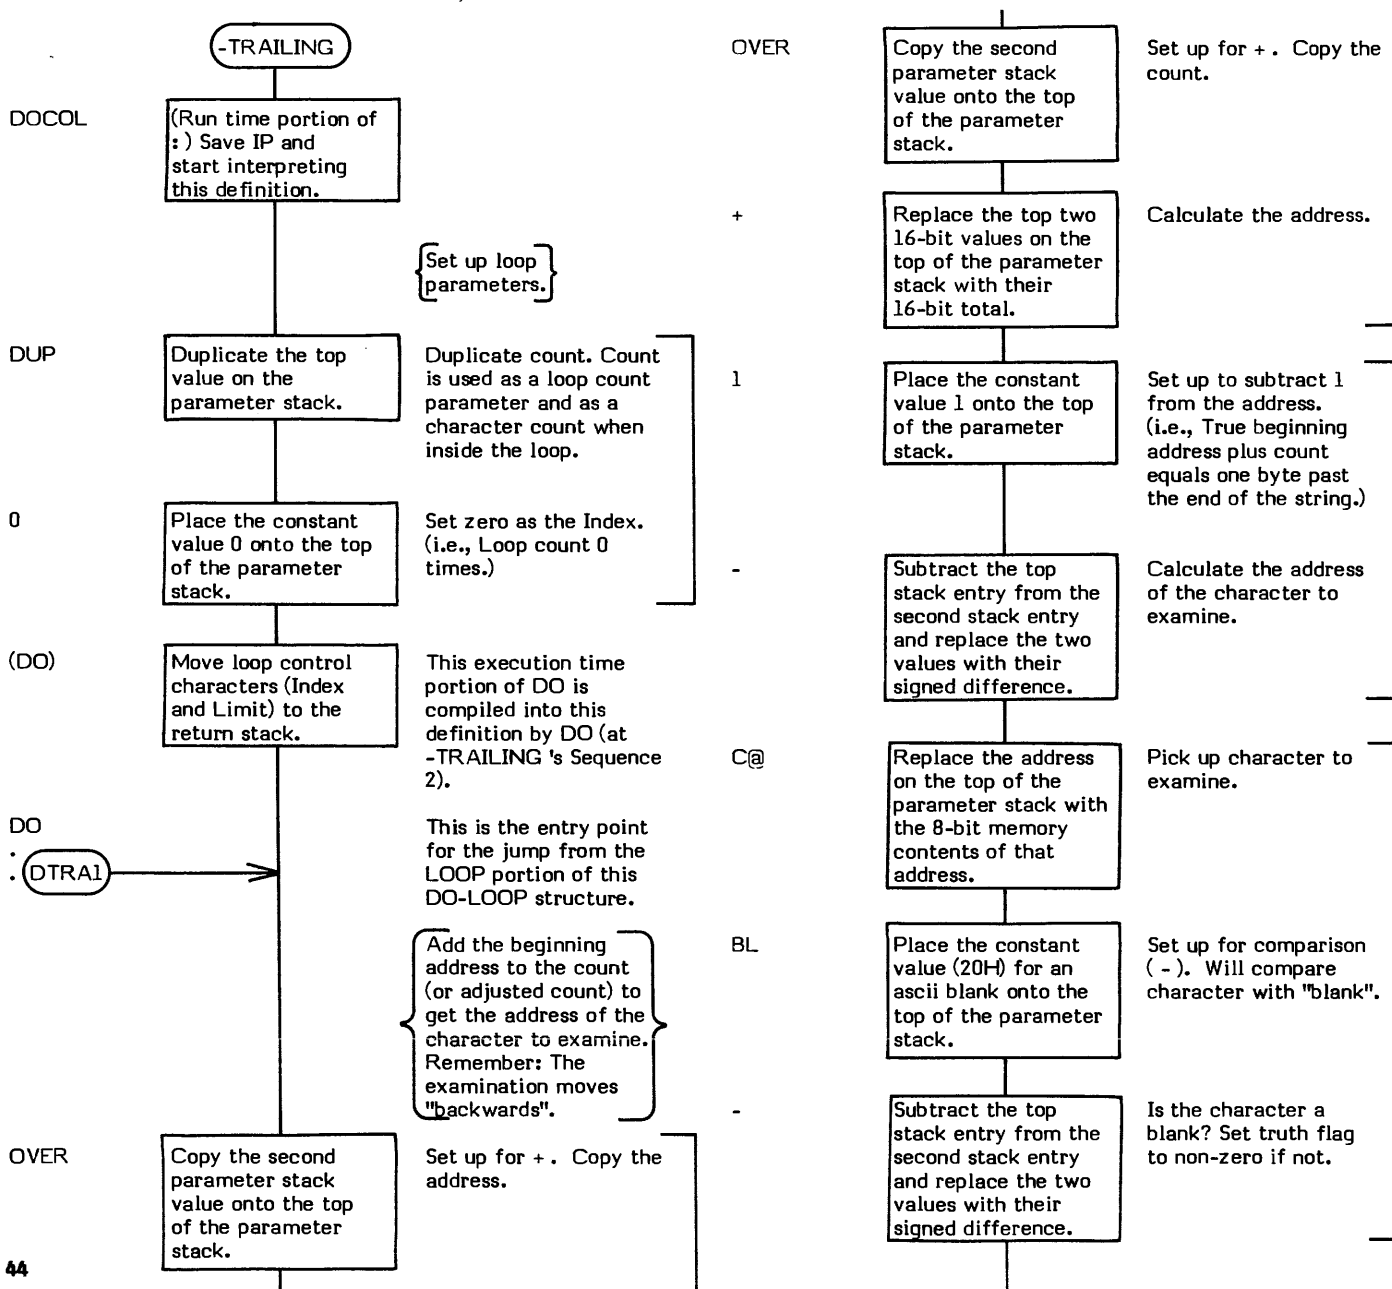 -TRAILING
DOCOL
(Run time portion of
: ) Save IP and
start interpreting
this definition.
Set up loop
parameters.
DUP
Duplicate the top
value on the
parameter stack.
Duplicate count. Count
is used as a loop count
parameter and as a
character count when
inside the loop.
0
Place the constant
value 0 onto the top
of the parameter
stack.
Set zero as the Index.
(i.e., Loop count 0
times.)
(DO)
Move loop control
characters (Index
and Limit) to the
return stack.
This execution time
portion of DO is
compiled into this
definition by DO (at
-TRAILING 's Sequence
2).
DO
:
: DTRA1
This is the entry point
for the jump from the
LOOP portion of this
DO-LOOP structure.
Add the beginning
address to the count
(or adjusted count) to
get the address of the
character to examine.
Remember: The
examination moves
"backwards".
OVER
Copy the second
parameter stack
value onto the top
of the parameter
stack.
Set up for + . Copy the
address.
44
OVER
Copy the second
parameter stack
value onto the top
of the parameter
stack.
Set up for + . Copy the
count.
+
Replace the top two
16-bit values on the
top of the parameter
stack with their
16-bit total.
Calculate the address.
1
Place the constant
value 1 onto the top
of the parameter
stack.
Set up to subtract 1
from the address.
(i.e., True beginning
address plus count
equals one byte past
the end of the string.)
-
Subtract the top
stack entry from the
second stack entry
and replace the two
values with their
signed difference.
Calculate the address
of the character to
examine.
C@
Replace the address
on the top of the
parameter stack with
the 8-bit memory
contents of that
address.
Pick up character to
examine.
BL
Place the constant
value (20H) for an
ascii blank onto the
top of the parameter
stack.
Set up for comparison
( - ). Will compare
character with "blank".
-
Subtract the top
stack entry from the
second stack entry
and replace the two
values with their
signed difference.
Is the character a
blank? Set truth flag
to non-zero if not.